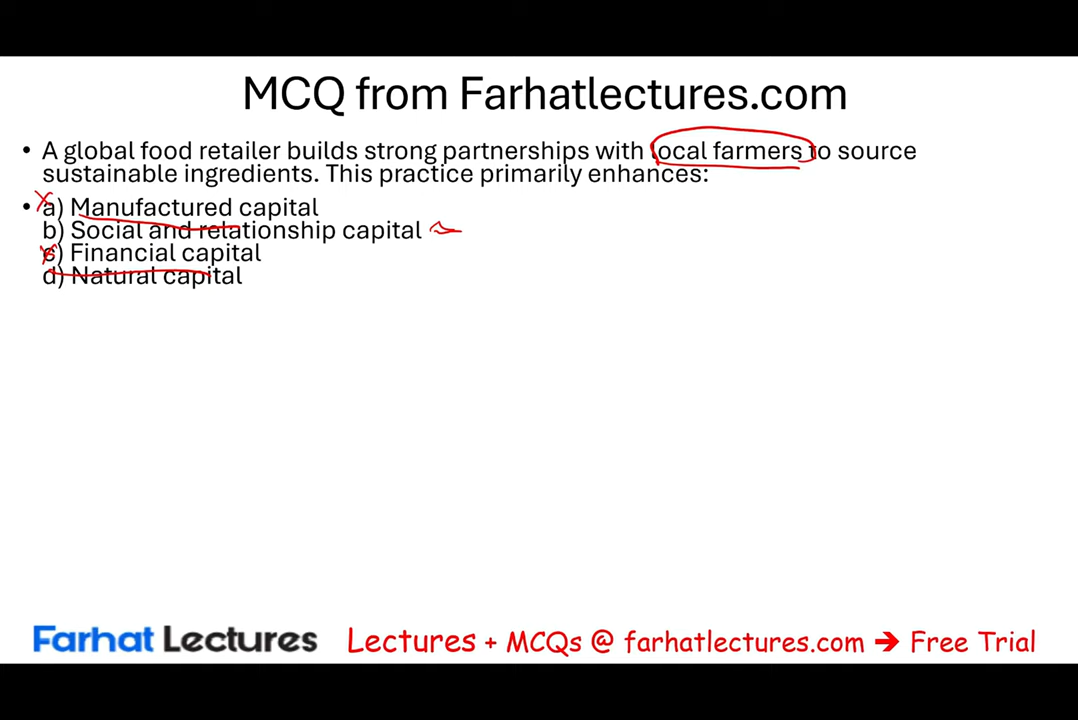 MCQ from Farhatlectures.com
• A global food retailer builds strong partnerships with local farmers to source
sustainable ingredients. This practice primarily enhances:
• a) Manufactured capital
b) Social and relationship capital
c) Financial capital
d) Natural capital
Farhat Lectures Lectures + MCQs @ farhatlectures.com → Free Trial